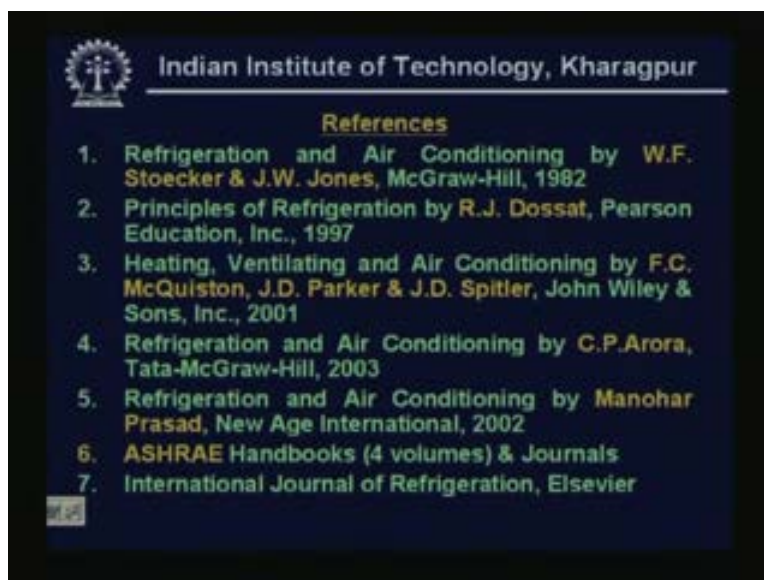 Indian Institute of Technology, Kharagpur
References
1. Refrigeration and Air Conditioning by W.F.
Stoecker & J.W. Jones, McGraw-Hill, 1982
2. Principles of Refrigeration by R.J. Dossat, Pearson
Education, Inc., 1997
3. Heating, Ventilating and Air Conditioning by F.C.
McQuiston, J.D. Parker & J.D. Spitler, John Wiley &
Sons, Inc., 2001
4. Refrigeration and Air Conditioning by C.P.Arora,
Tata-McGraw-Hill, 2003
5. Refrigeration and Air Conditioning by Manohar
Prasad, New Age International, 2002
6. ASHRAE Handbooks (4 volumes) & Journals
7. International Journal of Refrigeration, Elsevier